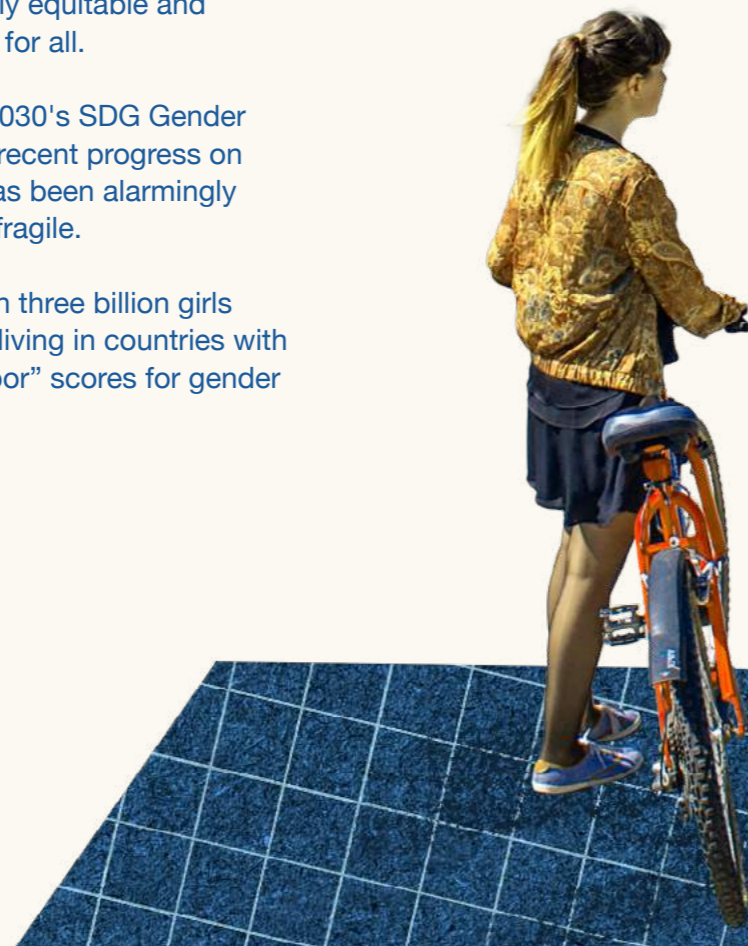 ly equitable and
for all.
030's SDG Gender
recent progress on
as been alarmingly
fragile.
n three billion girls
living in countries with
oor” scores for gender